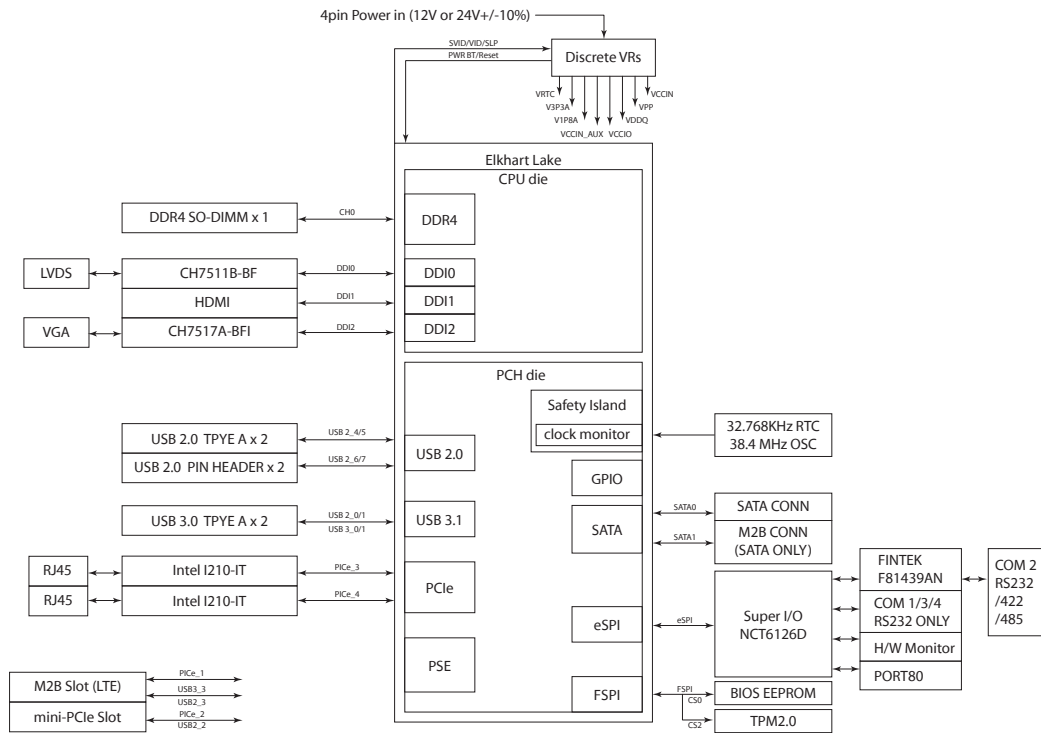 4pin Power in (12V or 24V+/-10%)
SVID/VID/SLP
PWR BT/Reset
Discrete VRs
VRTC
V3P3A
V1P8A
VCCIN_AUX
VCCIO
VDDQ
VPP
VCCIN
Elkhart Lake
CPU die
DDR4 SO-DIMM x 1
CH0
DDR4
LVDS
CH7511B-BF
DDI0
DDI0
HDMI
DDI1
DDI1
VGA
CH7517A-BFI
DDI2
DDI2
PCH die
Safety Island
clock monitor
32.768KHz RTC
38.4 MHz OSC
USB 2.0 TPYE A x 2
USB 2_4/5
USB 2.0 PIN HEADER x 2
USB 2_6/7
USB 2.0
GPIO
USB 3.0 TPYE A x 2
USB 2_0/1
USB 3_0/1
USB 3.1
SATA
SATA0
SATA CONN
SATA1
M2B CONN
(SATA ONLY)
RJ45
Intel I210-IT
PICe_3
RJ45
Intel I210-IT
PICe_4
PCIe
eSPI
eSPI
Super I/O
NCT6126D
FINTEK
F81439AN
COM 1/3/4
RS232 ONLY
H/W Monitor
PORT80
COM 2
RS232
/422
/485
PSE
FSPI
FSPI
CS0
BIOS EEPROM
CS2
TPM2.0
M2B Slot (LTE)
PICe_1
USB3_3
USB2_3
mini-PCIe Slot
PICe_2
USB2_2